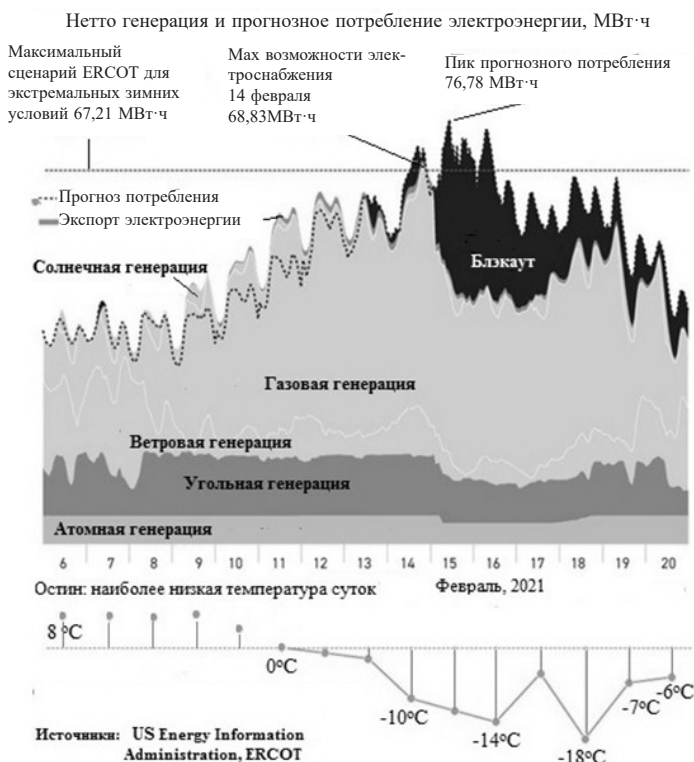 Нетто генерация и прогнозное потребление электроэнергии, МВт·ч
Максимальный
сценарий ERCOT для
экстремальных зимних
условий 67,21 МВт·ч
Max возможности элек-
троснабжения
14 февраля
68,83МВт·ч
Пик прогнозного потребления
76,78 МВт·ч
Прогноз потребления
Экспорт электроэнергии
Солнечная генерация
Блэкаут
Газовая генерация
Ветровая генерация
Угольная генерация
Атомная генерация
6 7 8 9 10 11 12 13 14 15 16 17 18 19 20
Остин: наиболее низкая температура суток
Февраль, 2021
8°C
0°C
-10°C
-14°C
-18°C
-7°C
-6°C
Источники: US Energy Information
Administration, ERCOT